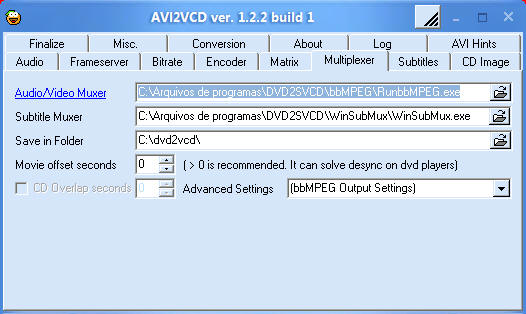 AVI2VCD ver. 1.2.2 build 1
Finalize Misc. Conversion About Log AVI Hints
Audio Frameserver Bitrate Encoder Matrix Multiplexer Subtitles CD Image
Audio/Video Muxer C:\Arquivos de programas\DVD2SVCD\bbMPEG\RunbbMPEG.exe
Subtitle Muxer C:\Arquivos de programas\DVD2SVCD\WinSubMux\WinSubMux.exe
Save in Folder C:\dvd2vcd\
Movie offset seconds 0 ( > 0 is recommended. It can solve desync on dvd players)
CD Overlap seconds 0 Advanced Settings (bbMPEG Output Settings)